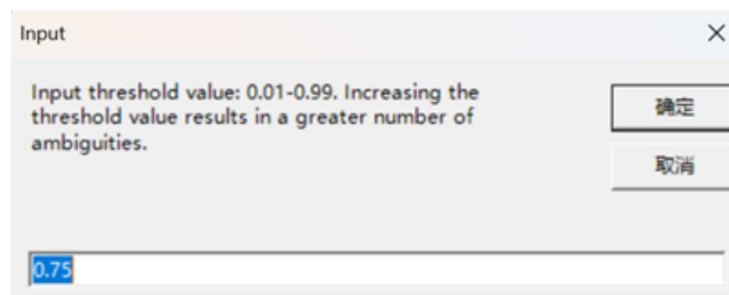 Input
Input threshold value: 0.01-0.99. Increasing the
threshold value results in a greater number of
ambiguities.
确定
取消
0.75